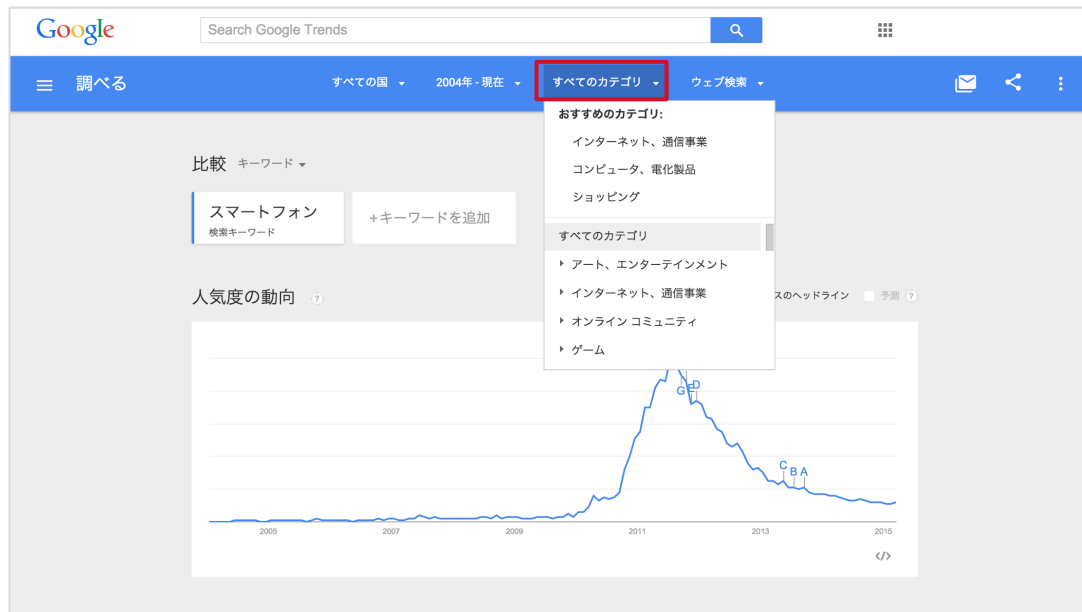 Google
Search Google Trends
調べる
すべての国
2004年 - 現在
すべてのカテゴリ
ウェブ検索
おすすめのカテゴリ:
インターネット、通信事業
コンピュータ、電化製品
ショッピング
すべてのカテゴリ
アート、エンターテインメント
インターネット、通信事業
オンライン コミュニティ
ゲーム
比較 キーワード
スマートフォン
検索キーワード
+キーワードを追加
人気度の動向 ?
スのヘッドライン
予測 ?
G E D
C B A
2005 2007 2009 2011 2013 2015
</>